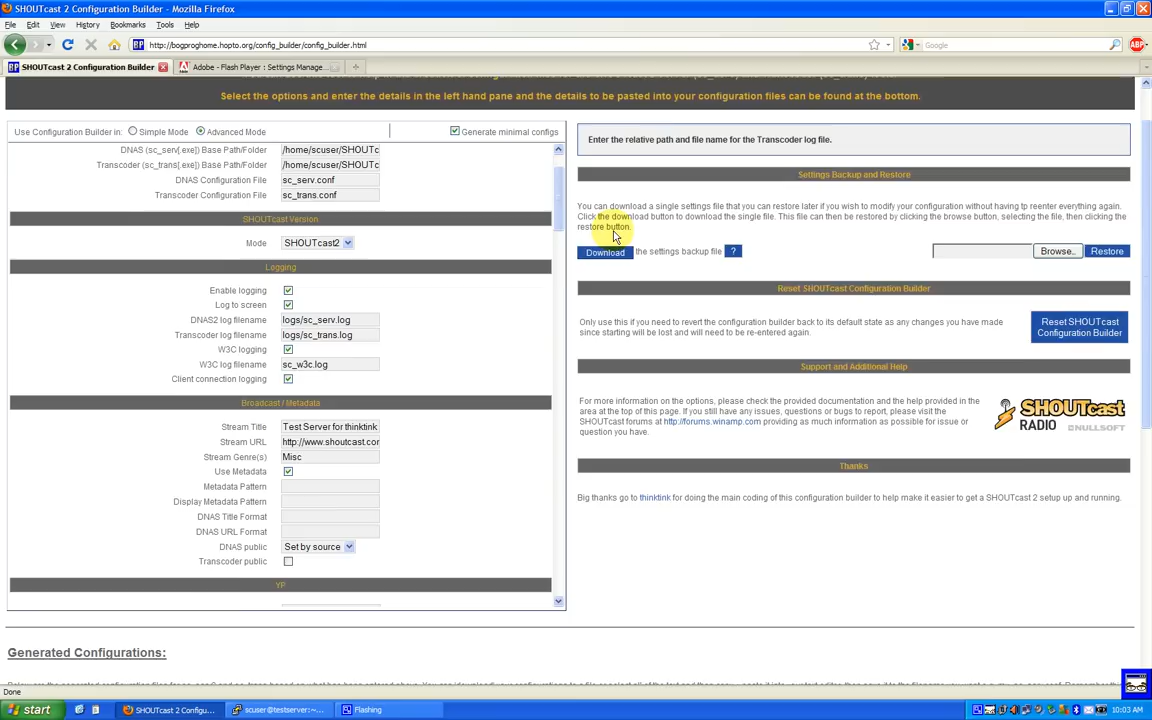 SHOUTcast 2 Configuration Builder - Mozilla Firefox
File Edit View History Bookmarks Tools Help
http://bogproghome.hopto.org/config_builder/config_builder.html
Google
ABP
BP SHOUTcast 2 Configuration Builder
Adobe - Flash Player : Settings Manage...
Select the options and enter the details in the left hand pane and the details to be pasted into your configuration files can be found at the bottom.
Use Configuration Builder in: Simple Mode Advanced Mode
Generate minimal configs
DNAS (sc_serv[.exe]) Base Path/Folder /home/scuser/SHOUTc
Transcoder (sc_trans[.exe]) Base Path/Folder /home/scuser/SHOUTc
DNAS Configuration File sc_serv.conf
Transcoder Configuration File sc_trans.conf
SHOUTcast Version
Mode SHOUTcast2
Logging
Enable logging
Log to screen
DNAS2 log filename logs/sc_serv.log
Transcoder log filename logs/sc_trans.log
W3C logging
W3C log filename sc_w3c.log
Client connection logging
Broadcast / Metadata
Stream Title Test Server for thinktink
Stream URL http://www.shoutcast.cor
Stream Genre(s) Misc
Use Metadata
Metadata Pattern
Display Metadata Pattern
DNAS Title Format
DNAS URL Format
DNAS public Set by source
Transcoder public
YP
Enter the relative path and file name for the Transcoder log file.
Settings Backup and Restore
You can download a single settings file that you can restore later if you wish to modify your configuration without having tp reenter everything again.
Click the download button to download the single file. This file can then be restored by clicking the browse button, selecting the file, then clicking the
restore button.
Download the settings backup file ?
Browse... Restore
Reset SHOUTcast Configuration Builder
Only use this if you need to revert the configuration builder back to its default state as any changes you have made
since starting will be lost and will need to be re-entered again.
Reset SHOUTcast
Configuration Builder
Support and Additional Help
For more information on the options, please check the provided documentation and the help provided in the
area at the top of this page. If you still have any issues, questions or bugs to report, please visit the
SHOUTcast forums at http://forums.winamp.com providing as much information as possible for issue or
question you have.
SHOUTcast
RADIO NULLSOFT
Thanks
Big thanks go to thinktink for doing the main coding of this configuration builder to help make it easier to get a SHOUTcast 2 setup up and running.
Generated Configurations:
Done
start
SHOUTcast 2 Configu...
scuser@testserver:~...
Flashing
10:03 AM